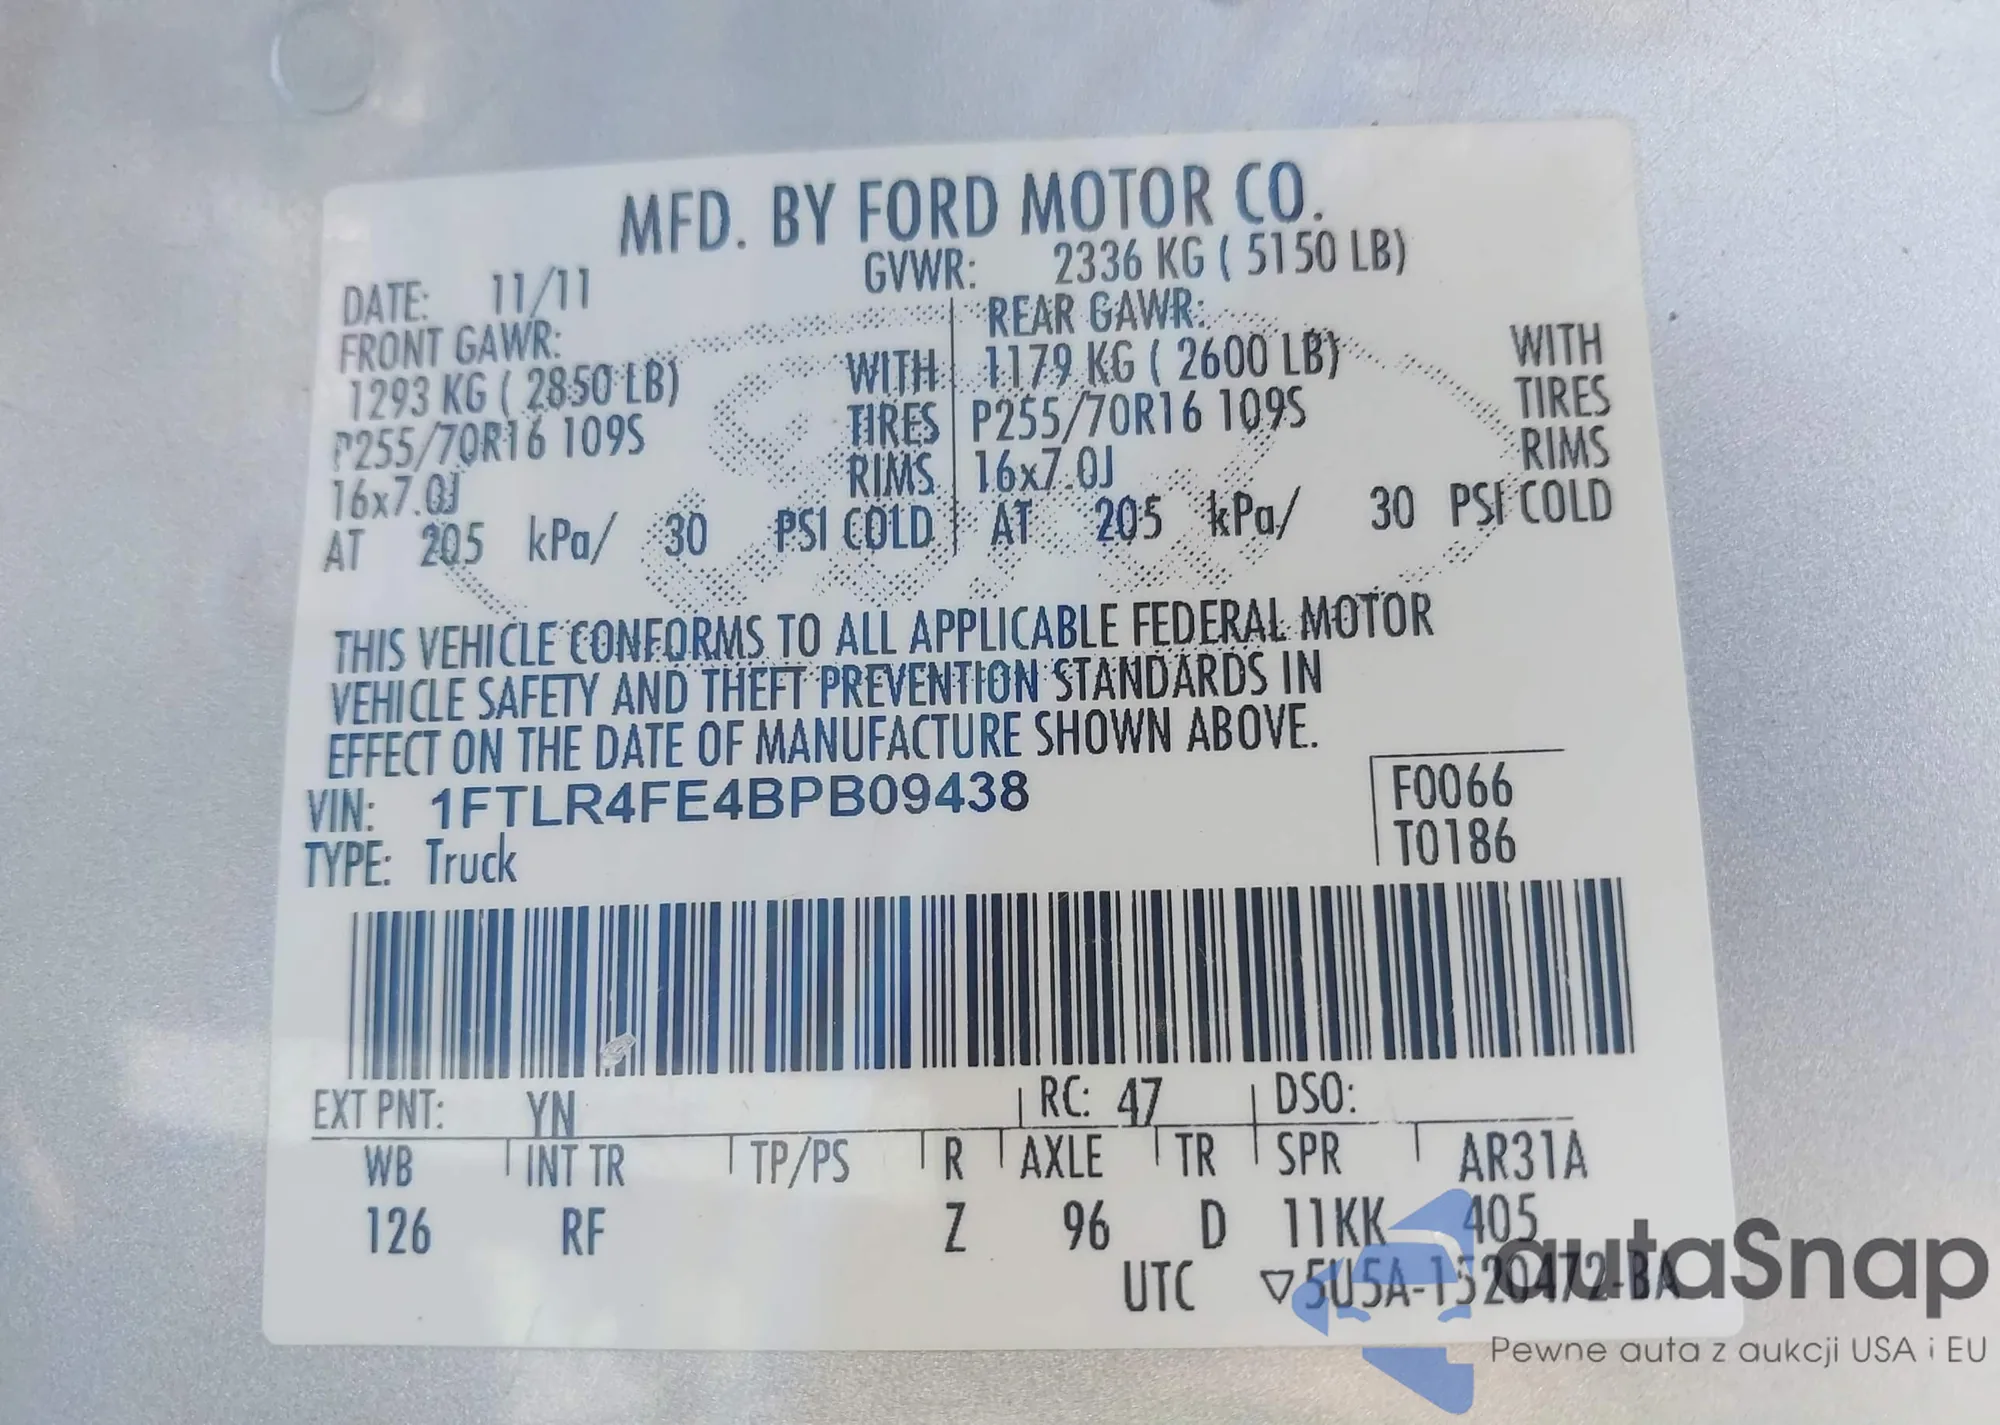 MFD. BY FORD MOTOR CO.
DATE: 11/11 GVWR: 2336 KG ( 5150 LB)
FRONT GAWR: REAR GAWR:
1293 KG ( 2850 LB) WITH 1179 KG ( 2600 LB) WITH
P255/70R16 109S TIRES P255/70R16 109S TIRES
16x7.0J RIMS 16x7.0J RIMS
AT 205 kPa/ 30 PSI COLD AT 205 kPa/ 30 PSI COLD
THIS VEHICLE CONFORMS TO ALL APPLICABLE FEDERAL MOTOR
VEHICLE SAFETY AND THEFT PREVENTION STANDARDS IN
EFFECT ON THE DATE OF MANUFACTURE SHOWN ABOVE.
VIN: 1FTLR4FE4BPB09438 F0066
TYPE: Truck T0186
EXT PNT: YN RC: 47 DSO:
WB INT TR TP/PS R AXLE TR SPR AR31A
126 RF Z 96 D 11KK 405
UTC ▽5U5A-1520472-BA
autaSnap
Pewne auta z aukcji USA i EU